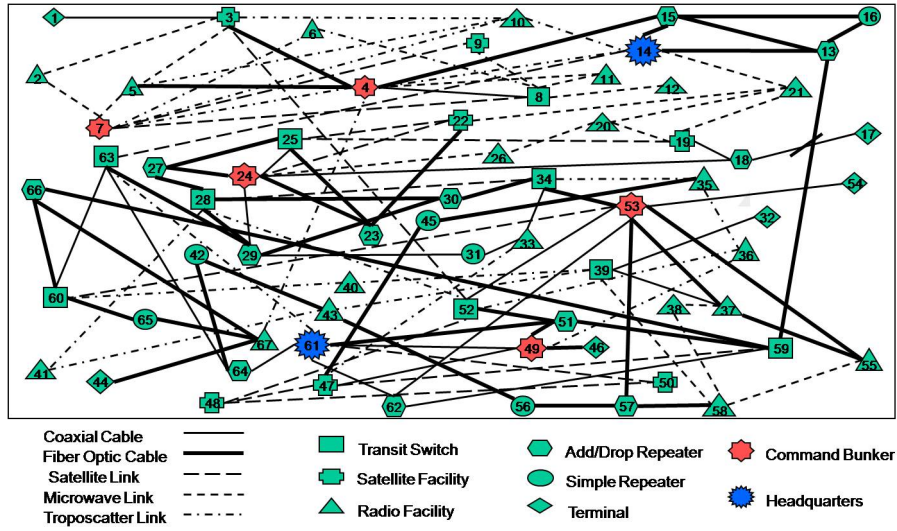 1 3 6 10 15 16
9 14 13
2 5 4 8 11 12 21
7 22 20 17
63 27 25 26 19 18
66 24 34 35 54
28 30 45 53 32
42 29 23 31 33 36
60 40 39
65 43 52 51 38 37
67 61 49 46 59
41 44 64 47 50 55
48 62 56 57 58
Coaxial Cable
Fiber Optic Cable
Satellite Link
Microwave Link
Troposcatter Link
Transit Switch
Satellite Facility
Radio Facility
Add/Drop Repeater
Simple Repeater
Terminal
Command Bunker
Headquarters